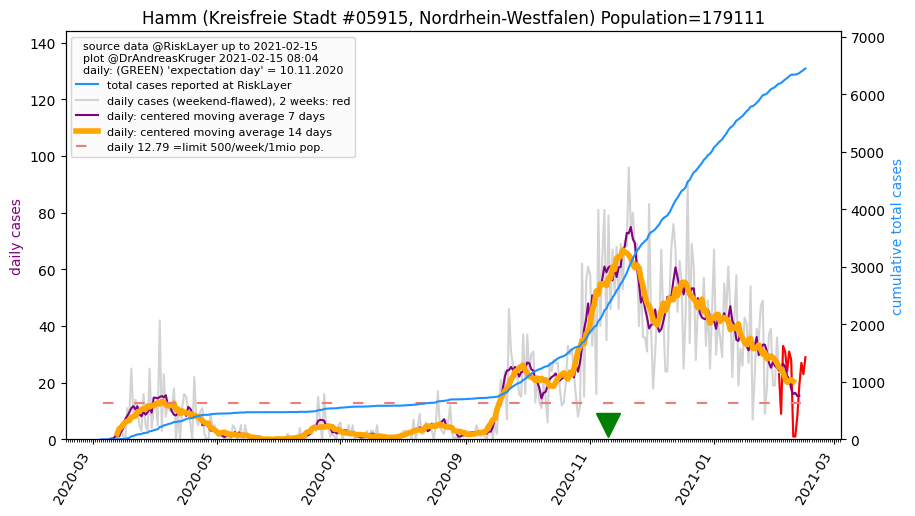 Hamm (Kreisfreie Stadt #05915, Nordrhein-Westfalen) Population=179111
source data @RiskLayer up to 2021-02-15
plot @DrAndreasKruger 2021-02-15 08:04
daily: (GREEN) 'expectation day' = 10.11.2020
total cases reported at RiskLayer
daily cases (weekend-flawed), 2 weeks: red
daily: centered moving average 7 days
daily: centered moving average 14 days
daily 12.79 =limit 500/week/1mio pop.
daily cases
140
120
100
80
60
40
20
0
cumulative total cases
7000
6000
5000
4000
3000
2000
1000
0
2020-03
2020-05
2020-07
2020-09
2020-11
2021-01
2021-03